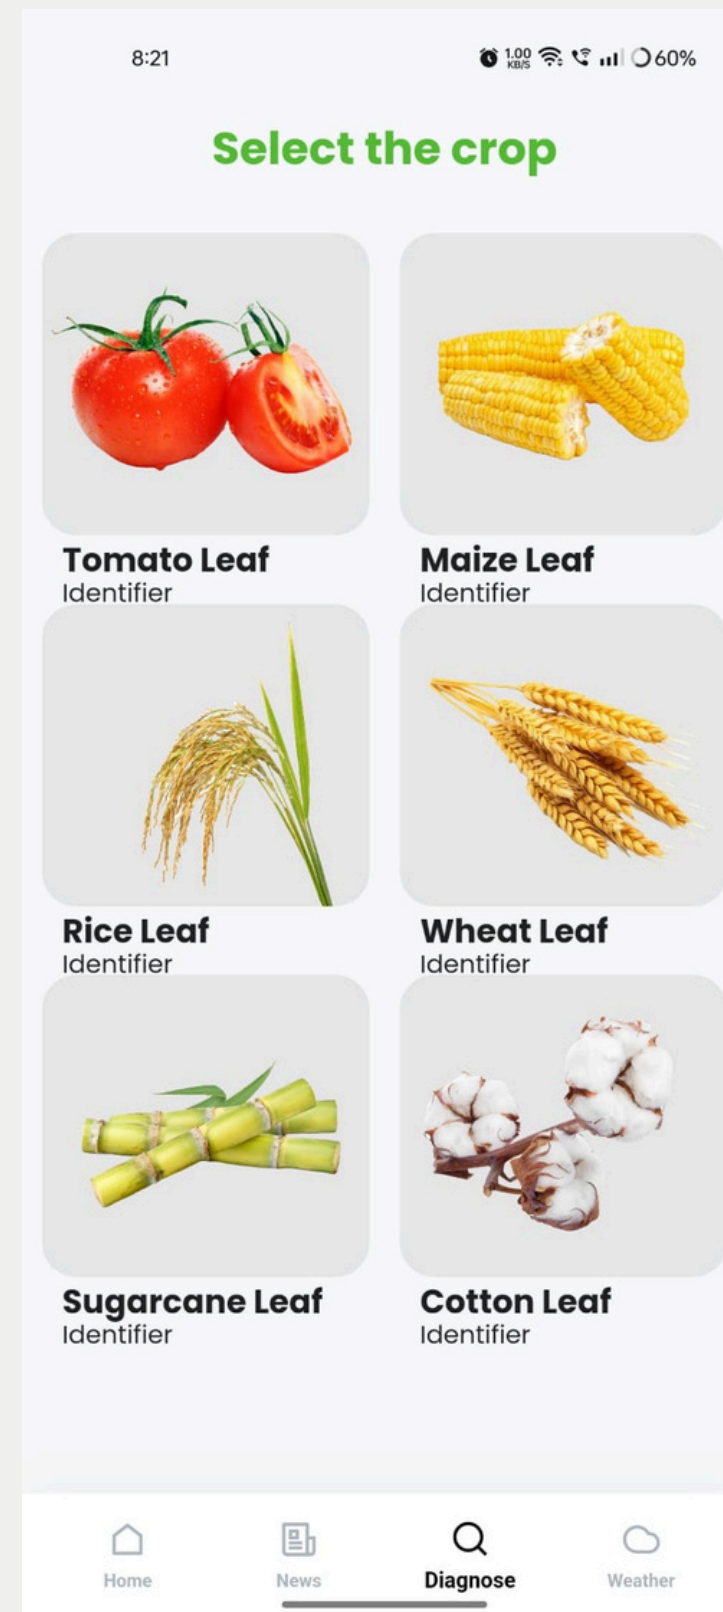 8:21 1.00 KB/S 60%
Select the crop
Tomato Leaf
Identifier
Maize Leaf
Identifier
Rice Leaf
Identifier
Wheat Leaf
Identifier
Sugarcane Leaf
Identifier
Cotton Leaf
Identifier
Home News Diagnose Weather